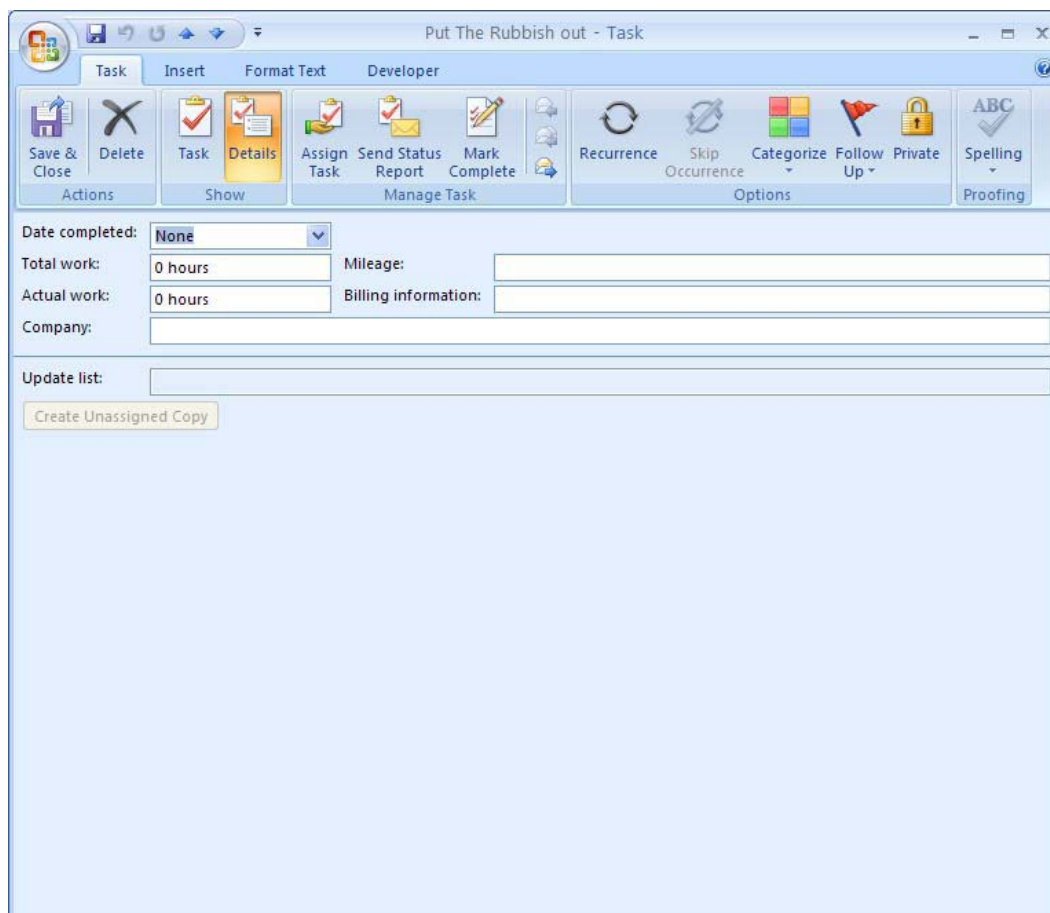 Put The Rubbish out - Task
Task Insert Format Text Developer
Save & Close Delete Task Details Assign Task Send Status Report Mark Complete Recurrence Skip Occurrence Categorize Follow Up Private ABC Spelling
Actions Show Manage Task Options Proofing
Date completed: None
Total work: 0 hours Mileage:
Actual work: 0 hours Billing information:
Company:
Update list:
Create Unassigned Copy